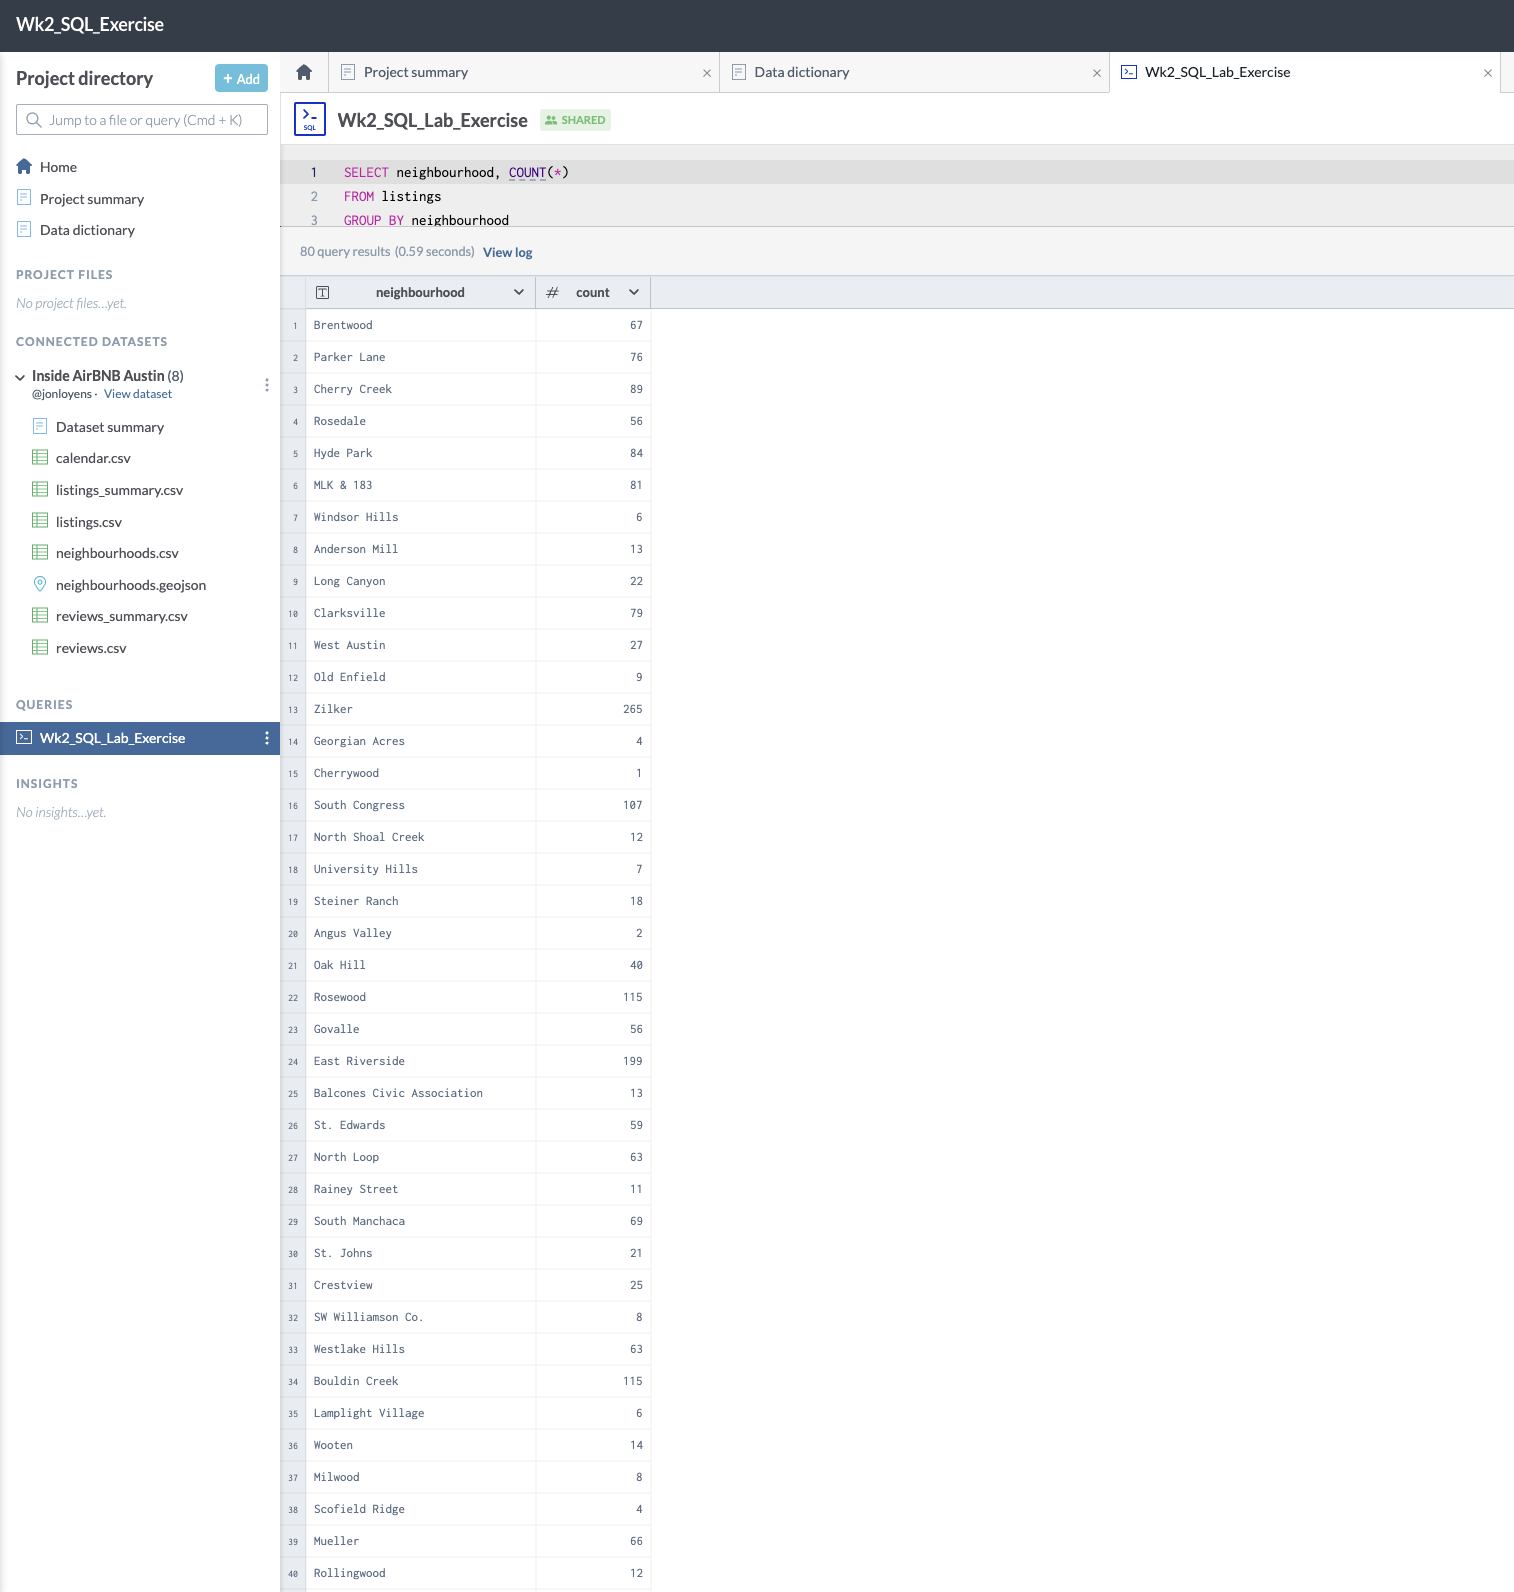 Wk2_SQL_Exercise
Project directory
+ Add
Jump to a file or query (Cmd + K)
Home
Project summary
Data dictionary
PROJECT FILES
No project files...yet.
CONNECTED DATASETS
Inside AirBNB Austin (8)
@jonloyens · View dataset
Dataset summary
calendar.csv
listings_summary.csv
listings.csv
neighbourhoods.csv
neighbourhoods.geojson
reviews_summary.csv
reviews.csv
QUERIES
Wk2_SQL_Lab_Exercise
INSIGHTS
No insights...yet.
Project summary ×
Data dictionary ×
Wk2_SQL_Lab_Exercise ×
SQL
Wk2_SQL_Lab_Exercise SHARED
1 SELECT neighbourhood, COUNT(*)
2 FROM listings
3 GROUP BY neighbourhood
80 query results (0.59 seconds) View log
T neighbourhood # count
1 Brentwood 67
2 Parker Lane 76
3 Cherry Creek 89
4 Rosedale 56
5 Hyde Park 84
6 MLK & 183 81
7 Windsor Hills 6
8 Anderson Mill 13
9 Long Canyon 22
10 Clarksville 79
11 West Austin 27
12 Old Enfield 9
13 Zilker 265
14 Georgian Acres 4
15 Cherrywood 1
16 South Congress 107
17 North Shoal Creek 12
18 University Hills 7
19 Steiner Ranch 18
20 Angus Valley 2
21 Oak Hill 40
22 Rosewood 115
23 Govalle 56
24 East Riverside 199
25 Balcones Civic Association 13
26 St. Edwards 59
27 North Loop 63
28 Rainey Street 11
29 South Manchaca 69
30 St. Johns 21
31 Crestview 25
32 SW Williamson Co. 8
33 Westlake Hills 63
34 Bouldin Creek 115
35 Lamplight Village 6
36 Wooten 14
37 Milwood 8
38 Scofield Ridge 4
39 Mueller 66
40 Rollingwood 12